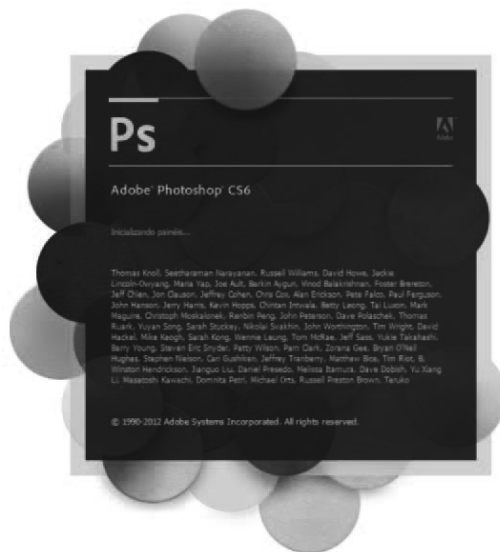 Ps
Adobe
Adobe® Photoshop® CS6
Inicializando painéis...
Thomas Knoll, Seetharaman Narayanan, Russell Williams, David Howe, Jackie
Lincoln-Owyang, Maria Yap, Joe Ault, Barkin Aygun, Vinod Balakrishnan, Foster Brereton,
Jeff Chien, Jon Clauson, Jeffrey Cohen, Chris Cox, Alan Erickson, Pete Falco, Paul Ferguson,
John Hanson, Jerry Harris, Kevin Hopps, Chintan Intwala, Betty Leong, Tai Luxon, Mark
Maguire, Christoph Moskalonek, Renbin Peng, John Peterson, Dave Polaschek, Thomas
Ruark, Yuyan Song, Sarah Stuckey, Nikolai Svakhin, John Worthington, Tim Wright, David
Hackel, Mike Keogh, Sarah Kong, Wennie Leung, Tom McRae, Jeff Sass, Yukie Takahashi,
Barry Young, Steven Eric Snyder, Patty Wilson, Pam Clark, Zorana Gee, Bryan O'Neil
Hughes, Stephen Nielson, Cari Gushiken, Jeffrey Tranberry, Matthew Bice, Tim Riot, B.
Winston Hendrickson, Jianguo Liu, Daniel Presedo, Melissa Itamura, Dave Dobish, Yu Xiang
Li, Masatoshi Kawachi, Domnita Petri, Michael Orts, Russell Preston Brown, Teruko
© 1990-2012 Adobe Systems Incorporated. All rights reserved.